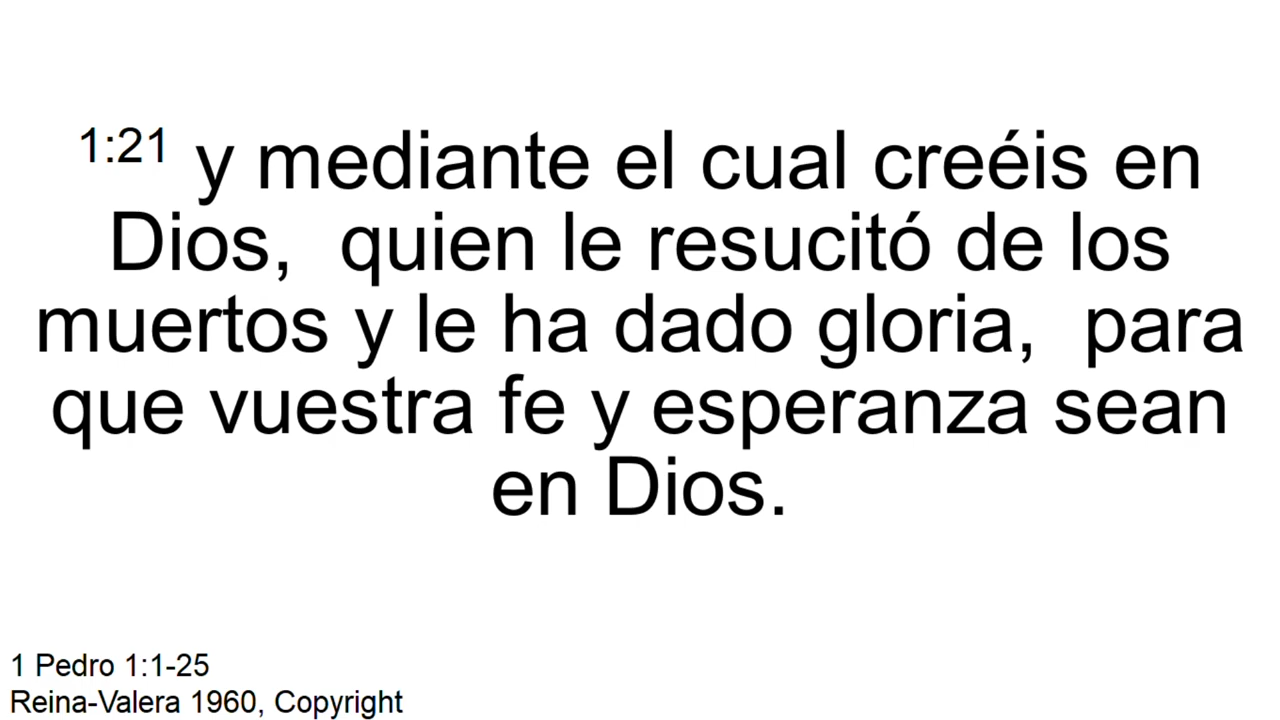 1:21 y mediante el cual creéis en
Dios,  quien le resucitó de los
muertos y le ha dado gloria,  para
que vuestra fe y esperanza sean
en Dios.
1 Pedro 1:1-25
Reina-Valera 1960, Copyright